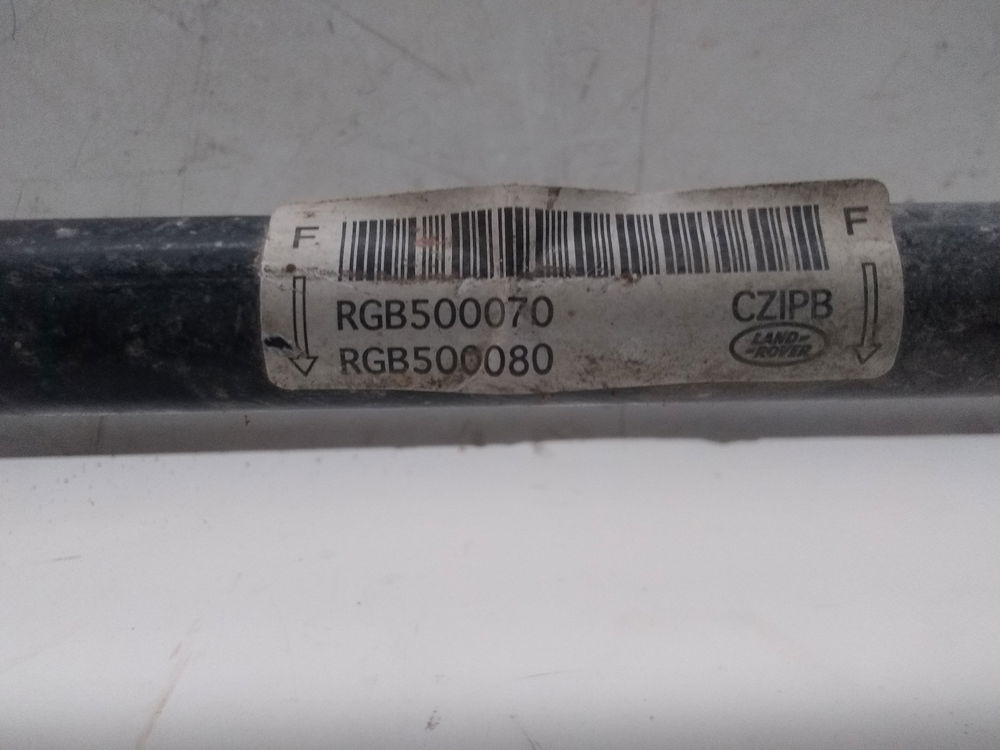 F
F
RGB500070
CZIPB
RGB500080
LAND-
-ROVER